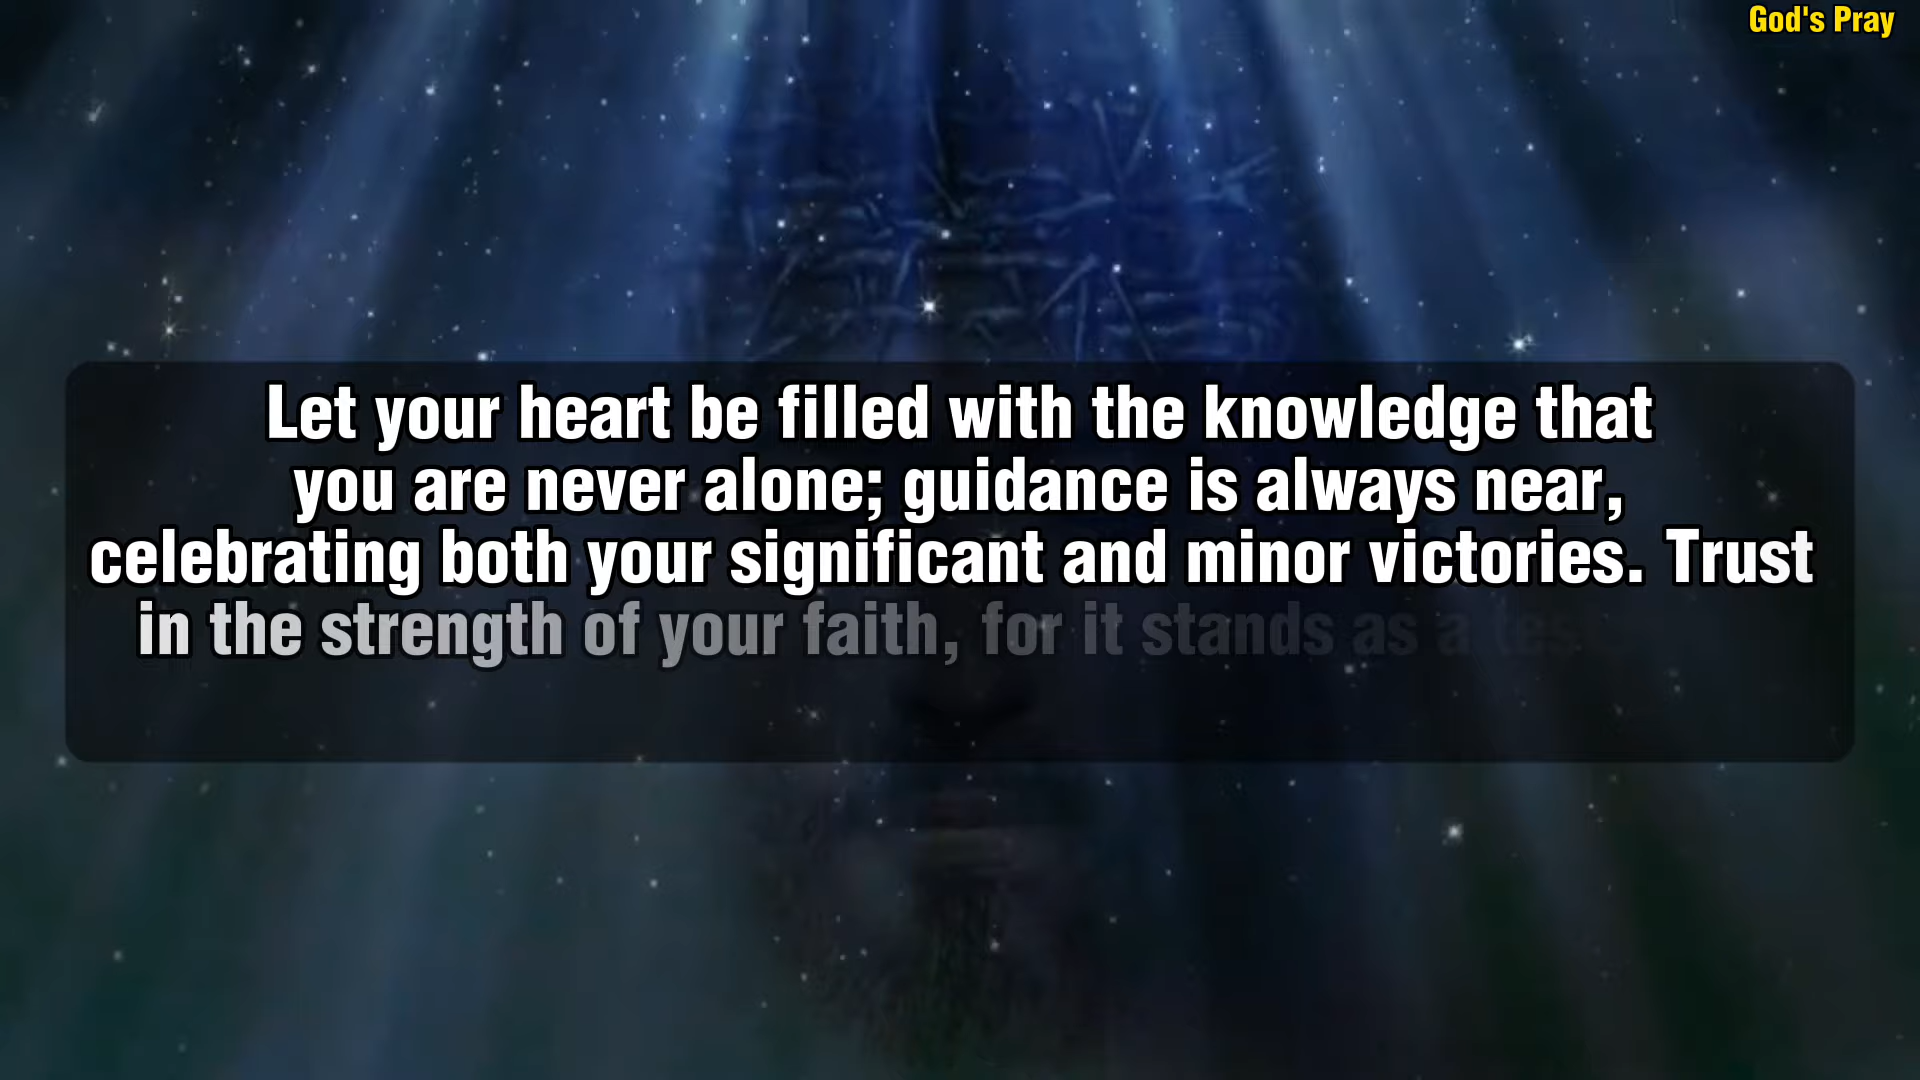 God's Pray
Let your heart be filled with the knowledge that
you are never alone; guidance is always near,
celebrating both your significant and minor victories. Trust
in the strength of your faith, for it stands as a